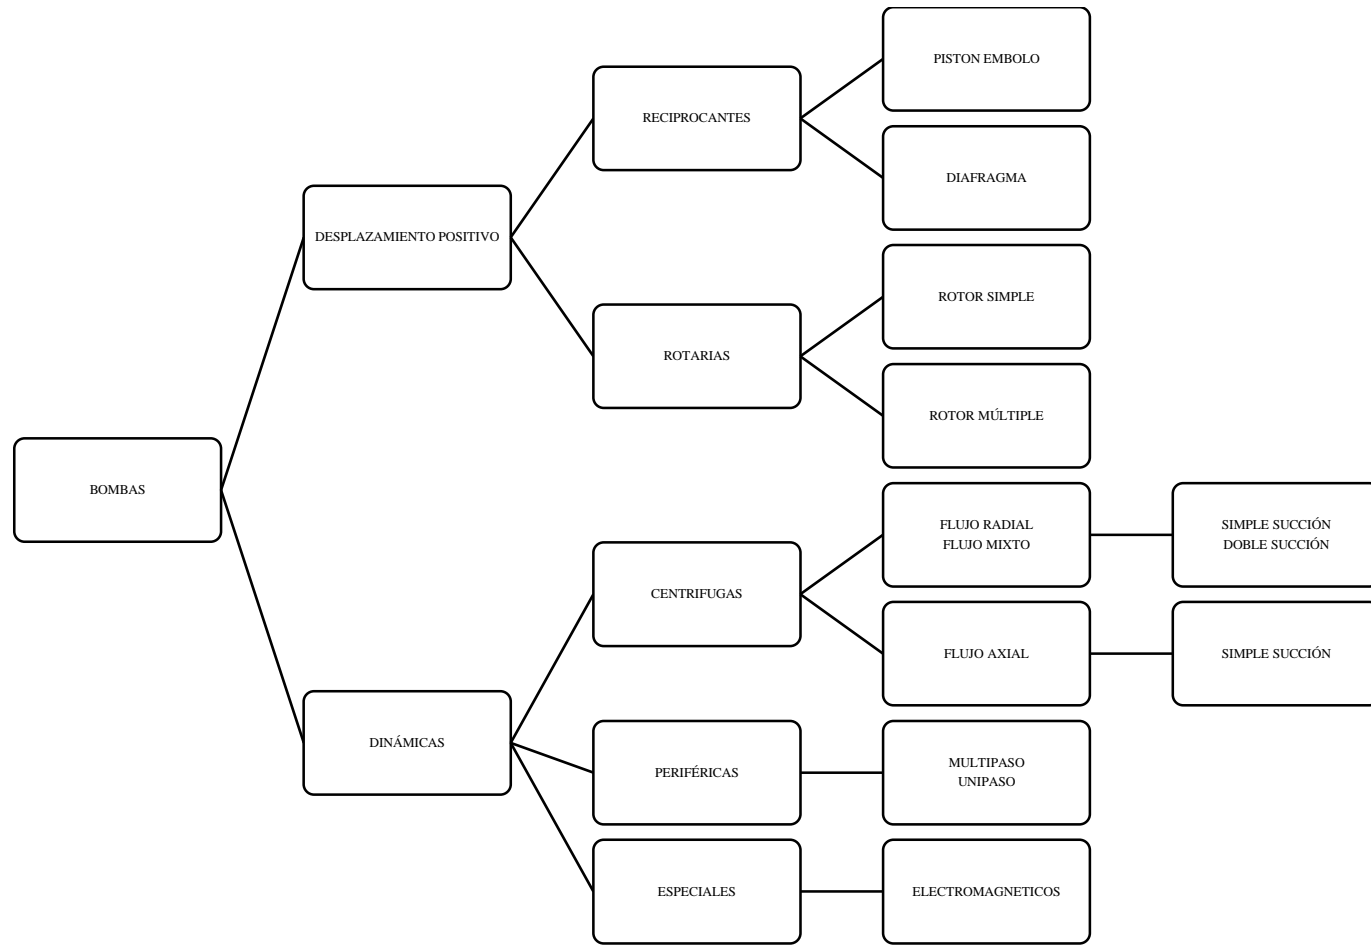 BOMBAS
DESPLAZAMIENTO POSITIVO
RECIPROCANTES
PISTON EMBOLO
DIAFRAGMA
ROTARIAS
ROTOR SIMPLE
ROTOR MÚLTIPLE
DINÁMICAS
CENTRIFUGAS
FLUJO RADIAL
FLUJO MIXTO
SIMPLE SUCCIÓN
DOBLE SUCCIÓN
FLUJO AXIAL
SIMPLE SUCCIÓN
PERIFÉRICAS
MULTIPASO
UNIPASO
ESPECIALES
ELECTROMAGNETICOS